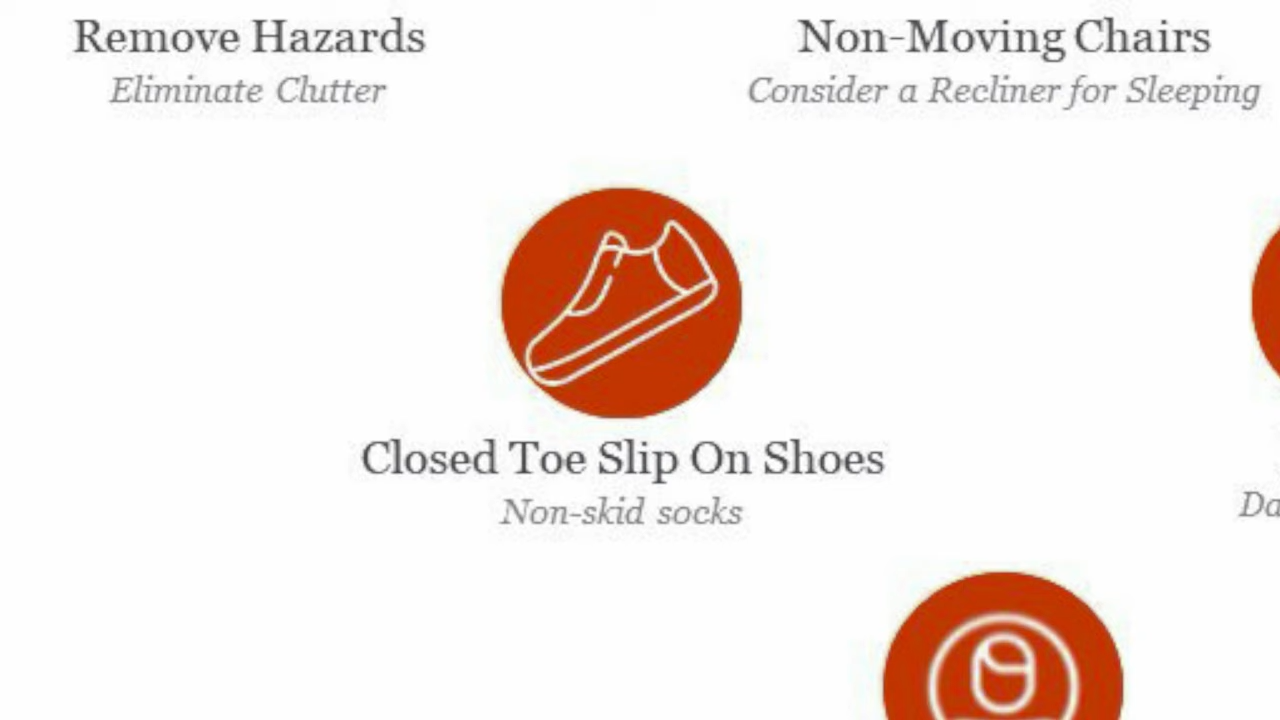 Remove Hazards
Eliminate Clutter
Non-Moving Chairs
Consider a Recliner for Sleeping
Closed Toe Slip On Shoes
Non-skid socks